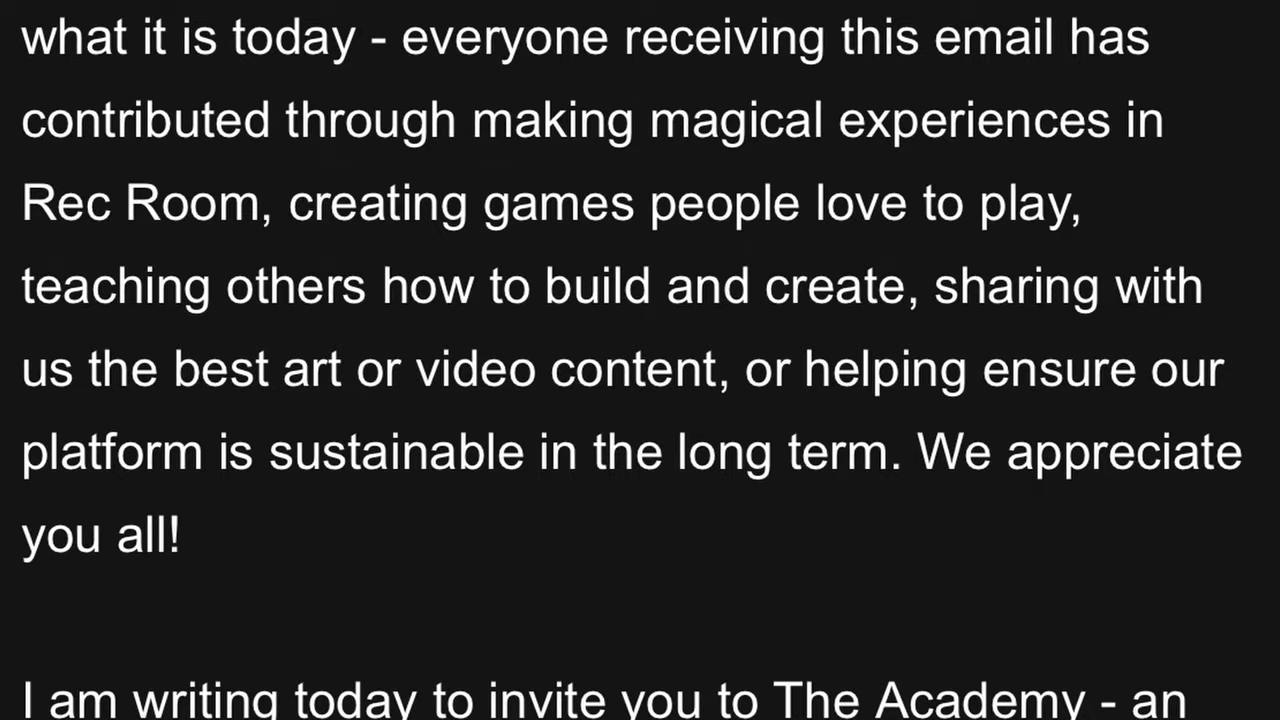 what it is today - everyone receiving this email has
contributed through making magical experiences in
Rec Room, creating games people love to play,
teaching others how to build and create, sharing with
us the best art or video content, or helping ensure our
platform is sustainable in the long term. We appreciate
you all!
I am writing today to invite you to The Academy - an